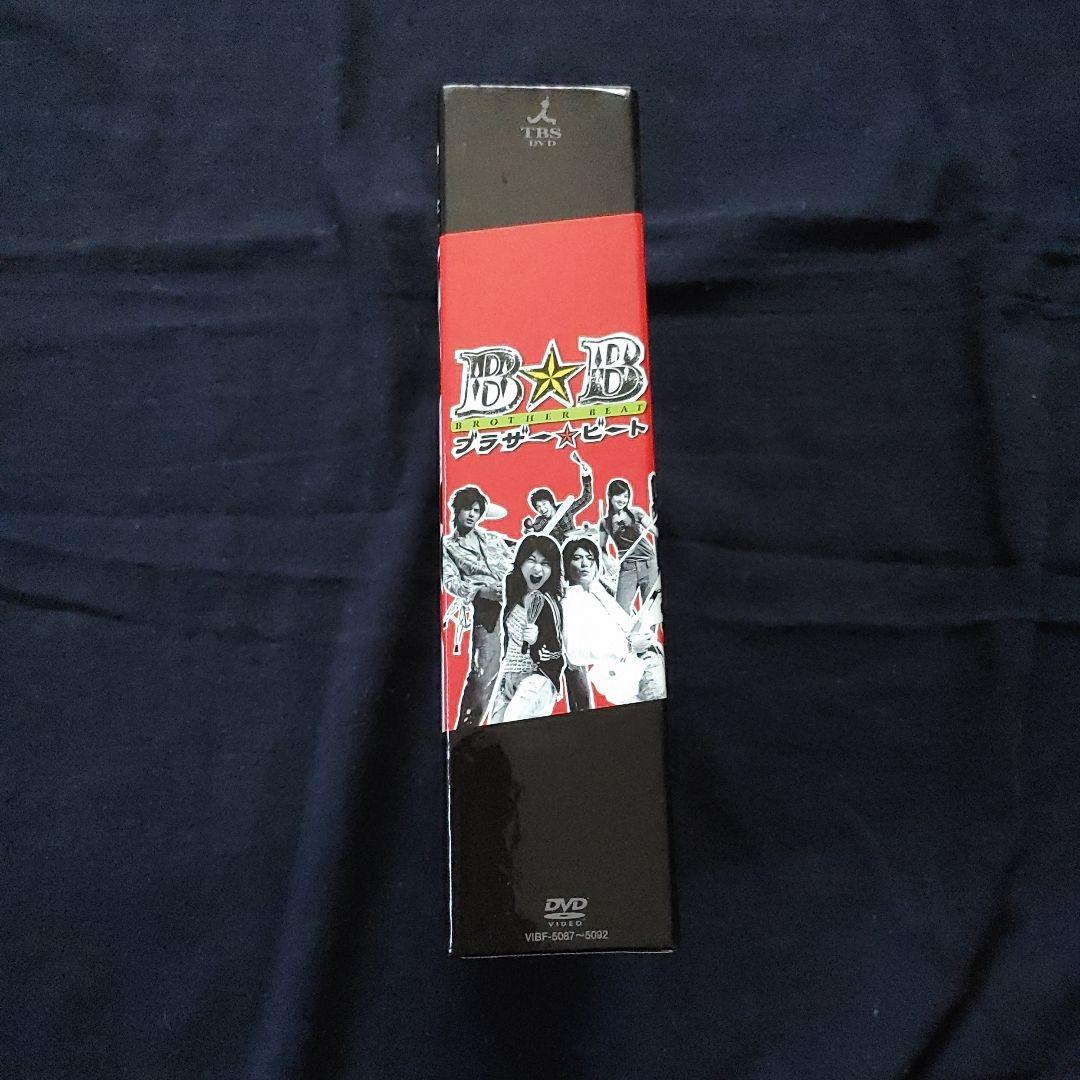 TBS
DVD
B★B
BROTHER BEAT
ブラザー☆ビート
DVD
VIDEO
VIBF-5087～5092